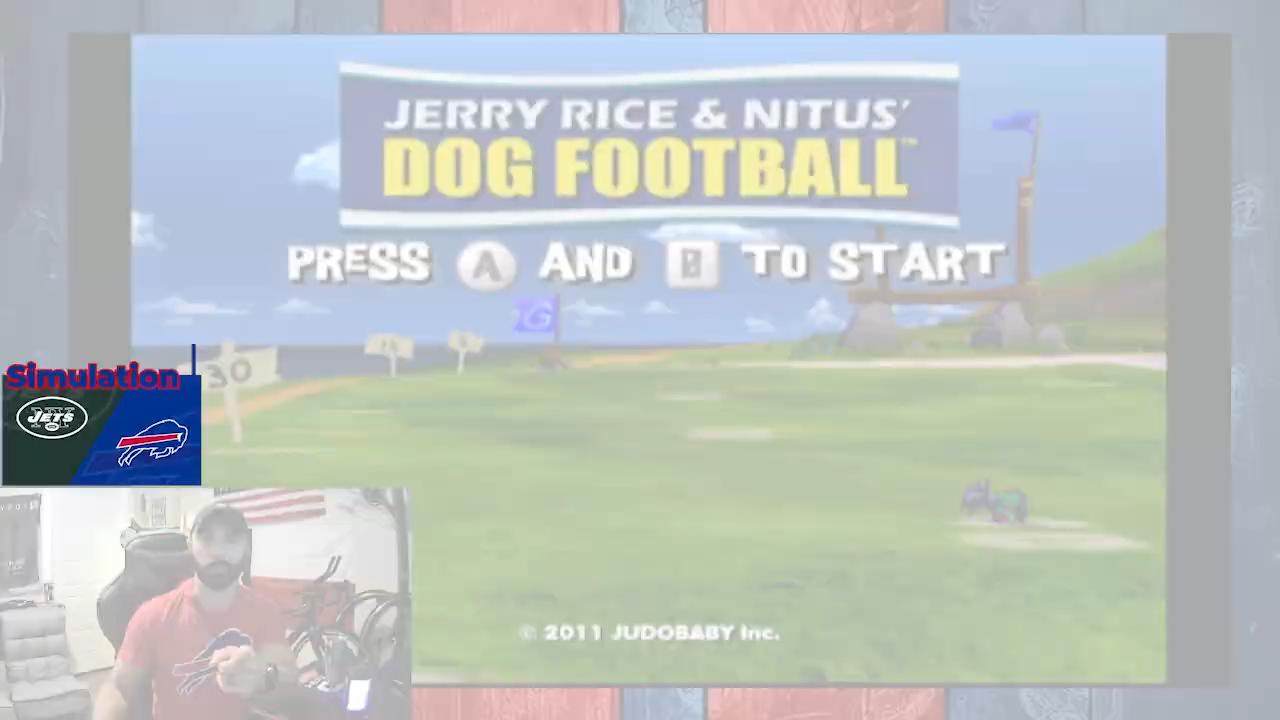 JERRY RICE & NITUS'
DOG FOOTBALL™
PRESS A AND B TO START
G
30
Simulation
JETS
© 2011 JUDOBABY Inc.